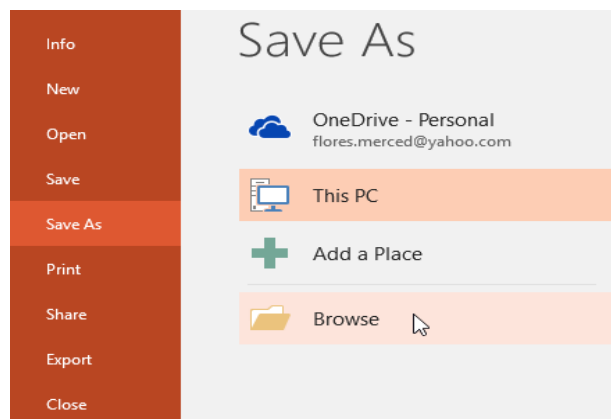 Info
New
Open
Save
Save As
Print
Share
Export
Close
Save As
OneDrive - Personal
flores.merced@yahoo.com
This PC
Add a Place
Browse